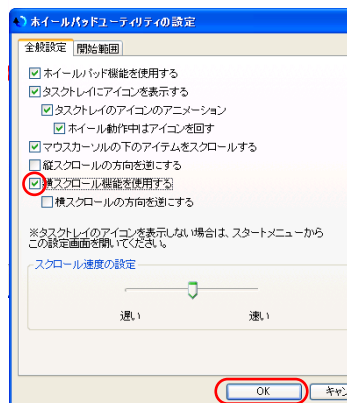 ホイールパッドユーティリティの設定
全般設定 開始範囲
ホイールパッド機能を使用する
タスクトレイにアイコンを表示する
タスクトレイのアイコンのアニメーション
ホイール動作中はアイコンを回す
マウスカーソルの下のアイテムをスクロールする
縦スクロールの方向を逆にする
横スクロール機能を使用する
横スクロールの方向を逆にする
※タスクトレイのアイコンを表示しない場合は、スタートメニューから
この設定画面を開いてください。
スクロール速度の設定
遅い 速い
OK キャン